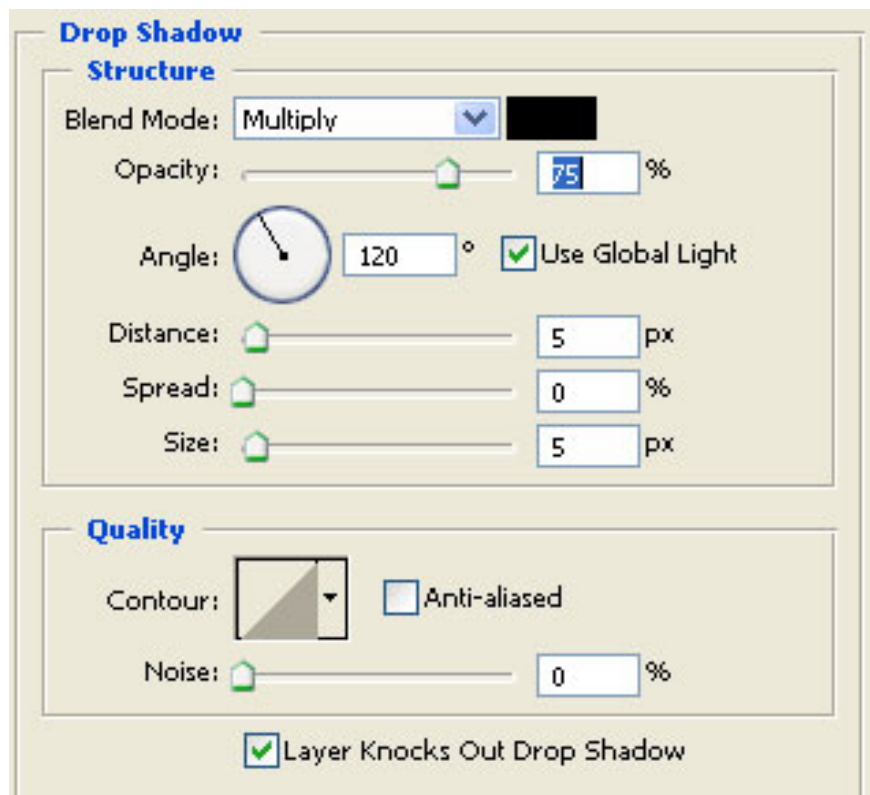 Drop Shadow
Structure
Blend Mode: Multiply
Opacity: 75 %
Angle: 120 ° Use Global Light
Distance: 5 px
Spread: 0 %
Size: 5 px
Quality
Contour: Anti-aliased
Noise: 0 %
Layer Knocks Out Drop Shadow